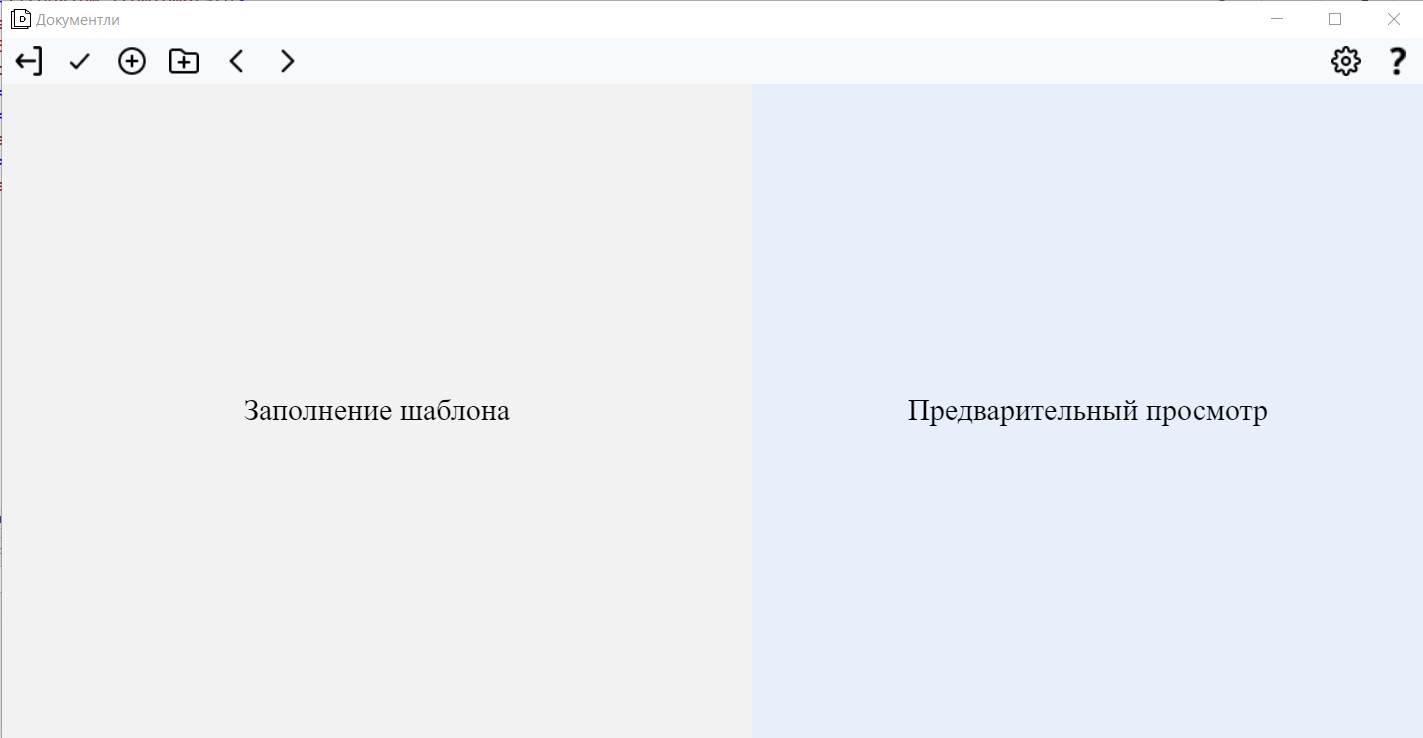 Документли
Заполнение шаблона
Предварительный просмотр